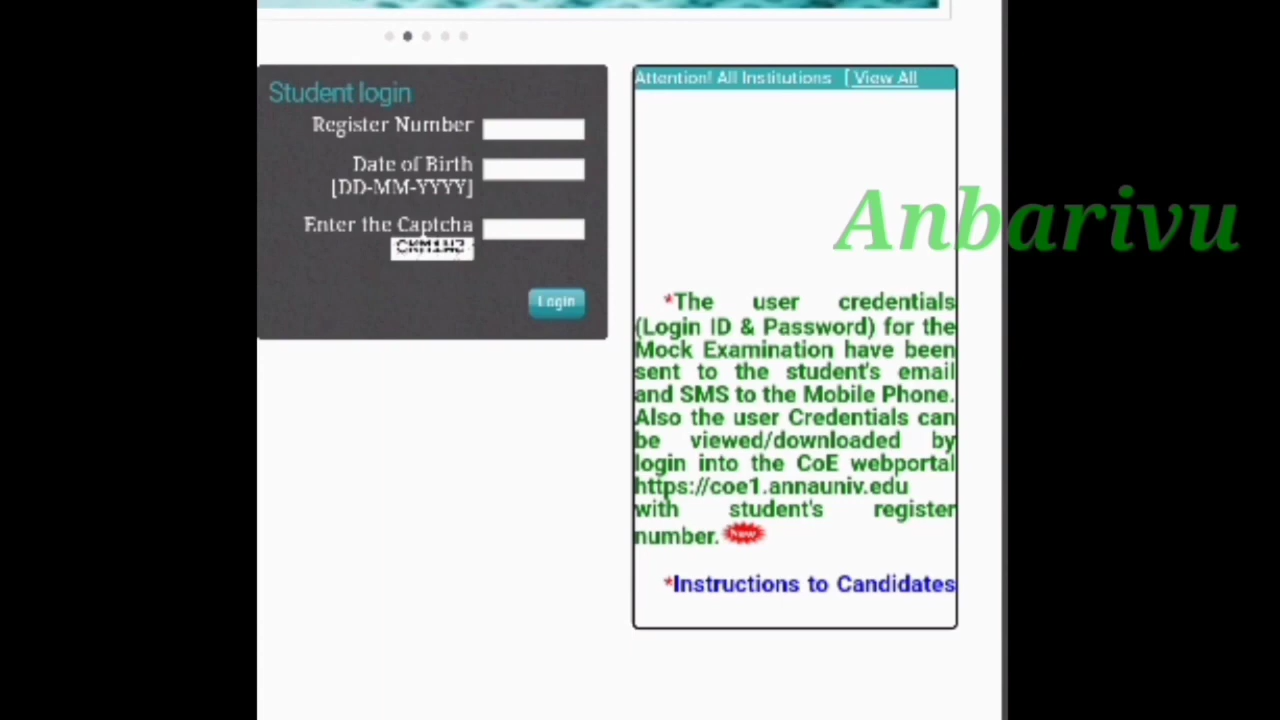 Student login
Register Number
Date of Birth
[DD-MM-YYYY]
Enter the Captcha
Login
Attention! All Institutions [ View All
Anbarivu
*The user credentials
(Login ID & Password) for the
Mock Examination have been
sent to the student's email
and SMS to the Mobile Phone.
Also the user Credentials can
be viewed/downloaded by
login into the CoE webportal
https://coe1.annauniv.edu
with student's register
number. New
*Instructions to Candidates